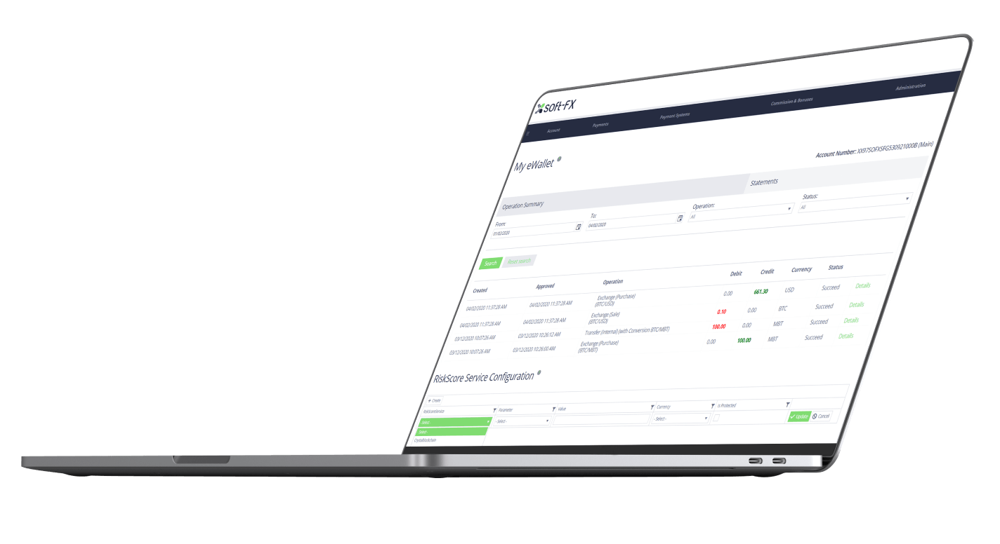 soft-FX
Account Payments Payment Systems Commission & Bonuses Administration
My eWallet
Account Number: XX97SOFXSFG530921000B (Main)
Operation Summary Statements
From: To: Operation: Status:
01/02/2020 04/02/2020 All All
Search Reset search
Created Approved Operation Debit Credit Currency Status
04/02/2020 11:37:28 AM 04/02/2020 11:37:28 AM Exchange (Purchase) 0.00 661.30 USD Succeed Details
(BTC/USD)
04/02/2020 11:37:28 AM 04/02/2020 11:37:28 AM Exchange (Sale) 0.10 0.00 BTC Succeed Details
(BTC/USD)
03/12/2020 10:07:26 AM 03/12/2020 10:26:12 AM Transfer (Internal) (with Conversion BTC/MBT) 100.00 0.00 MBT Succeed Details
03/12/2020 10:07:26 AM 03/12/2020 10:26:00 AM Exchange (Purchase) 0.00 100.00 MBT Succeed Details
(BTC/MBT)
RiskScore Service Configuration
+ Create
RiskScoreService Parameter Value Currency Is Protected
- Select - - Select - - Select - Update Cancel
- Select -
Crystalblockchain